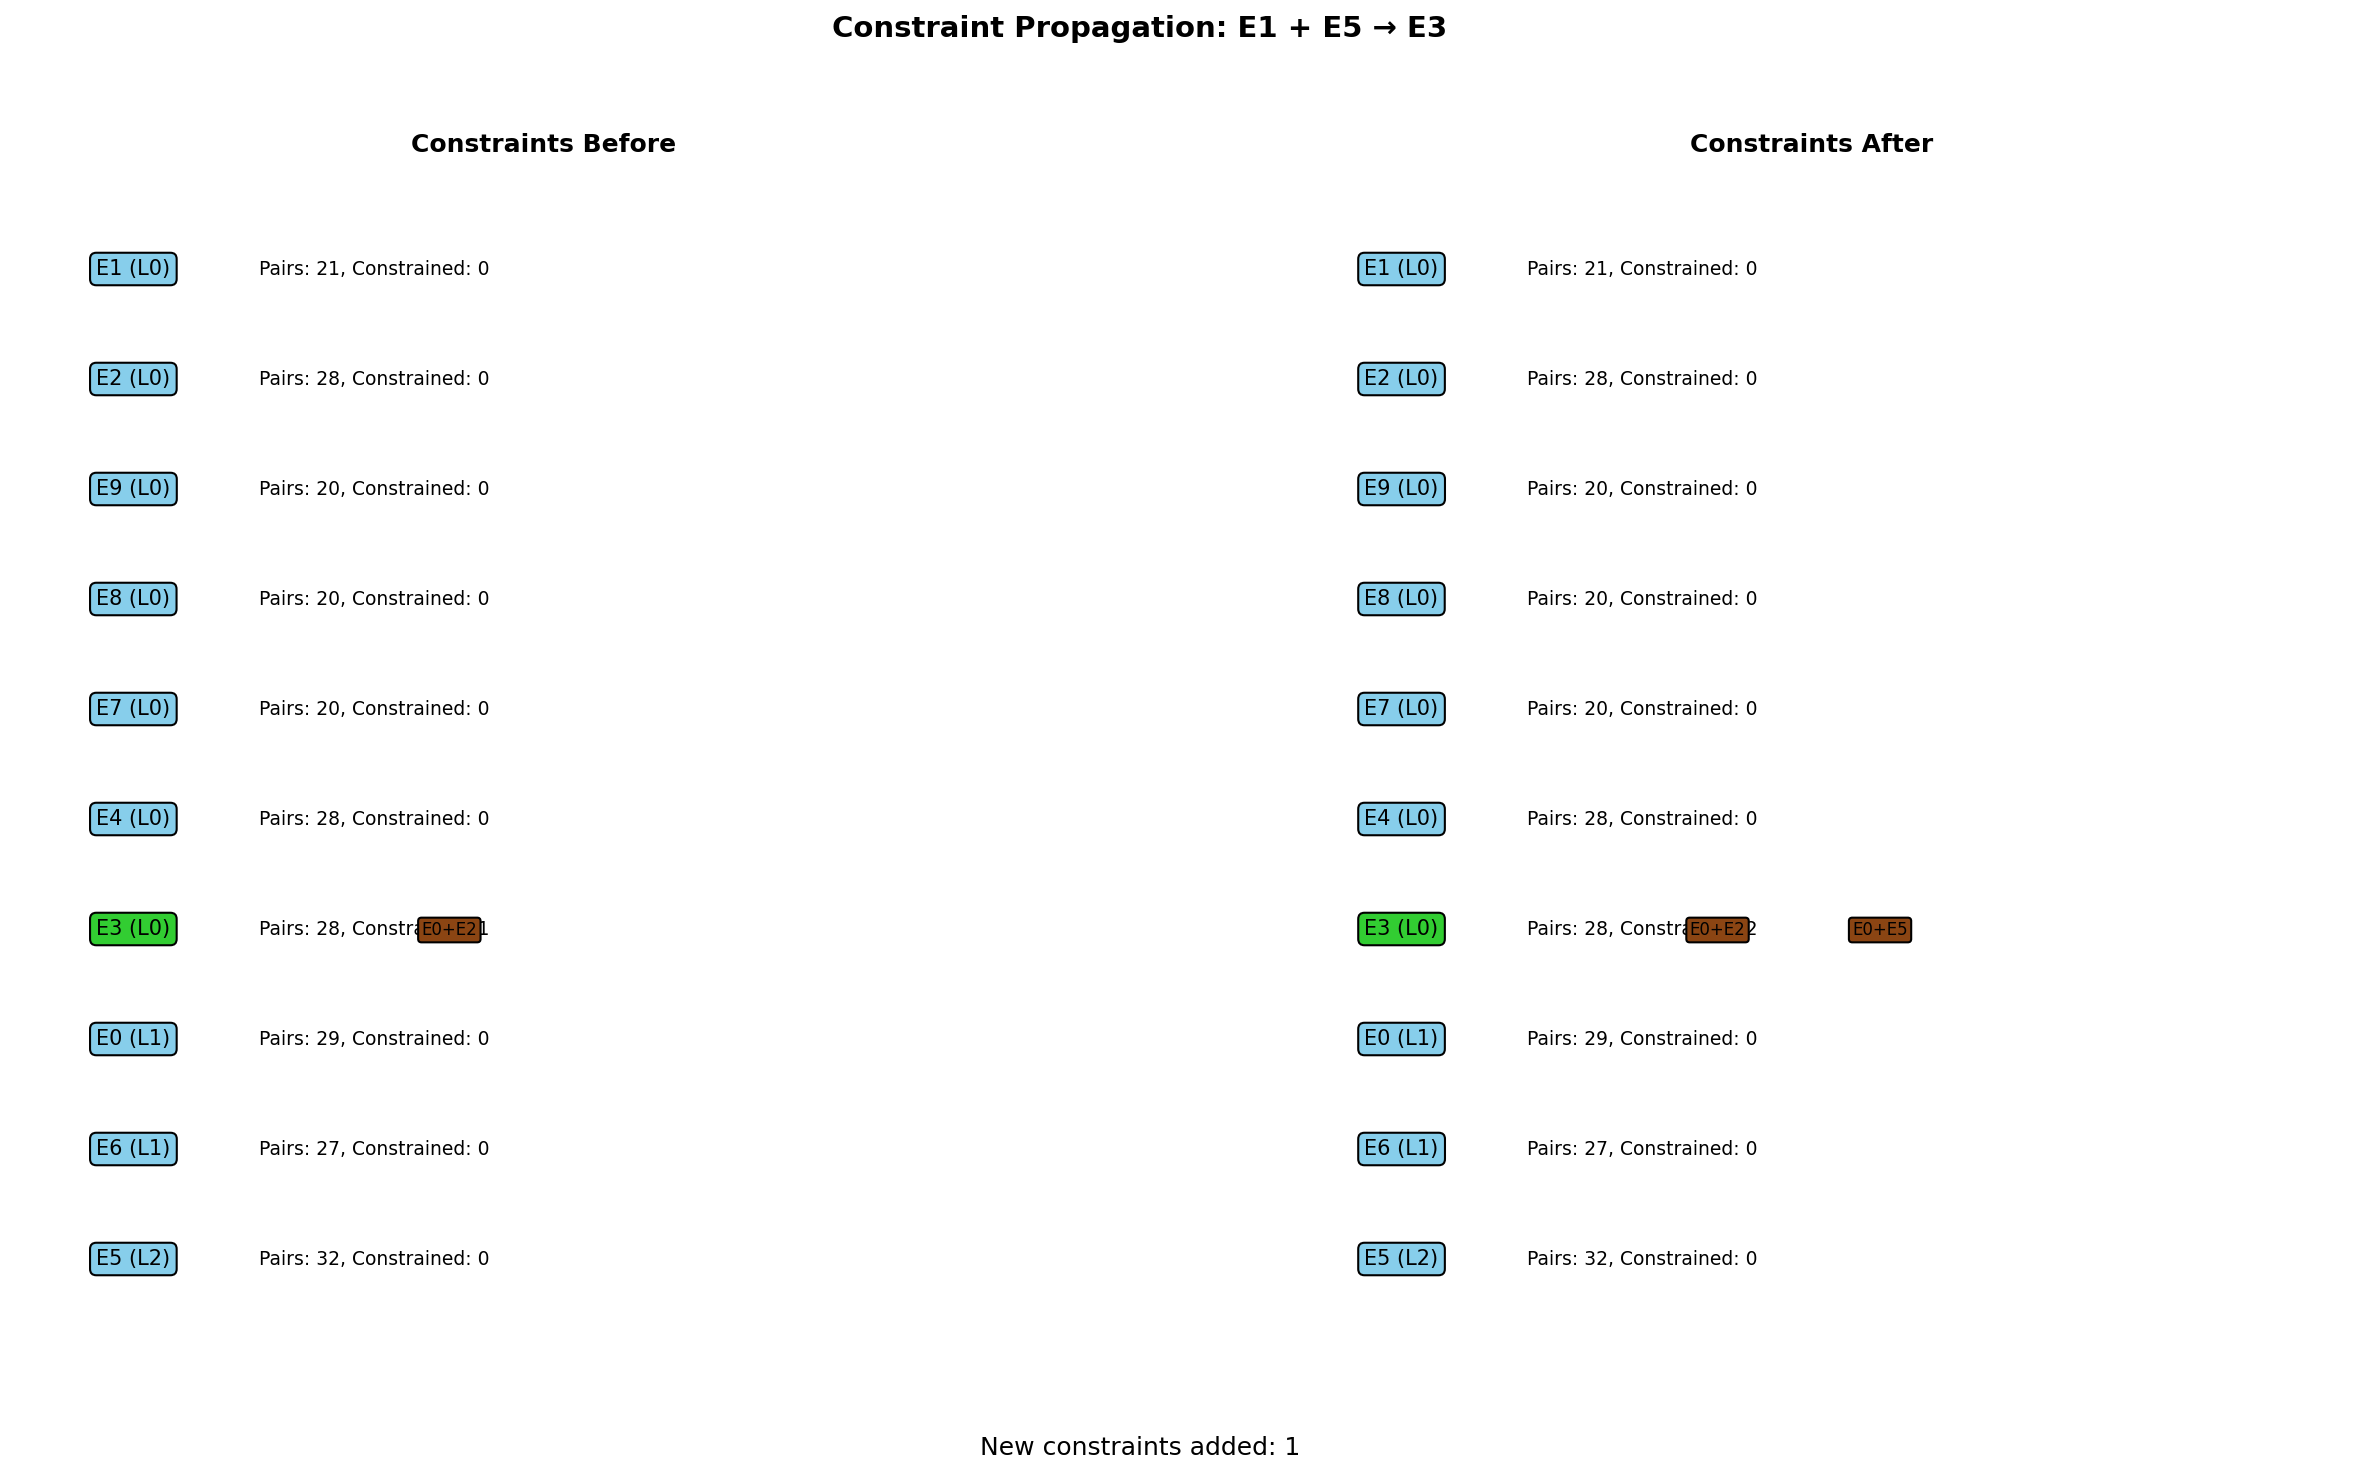 Constraint Propagation: E1 + E5 → E3
Constraints Before
E1 (L0) Pairs: 21, Constrained: 0
E2 (L0) Pairs: 28, Constrained: 0
E9 (L0) Pairs: 20, Constrained: 0
E8 (L0) Pairs: 20, Constrained: 0
E7 (L0) Pairs: 20, Constrained: 0
E4 (L0) Pairs: 28, Constrained: 0
E3 (L0) Pairs: 28, Constra E0+E2 1
E0 (L1) Pairs: 29, Constrained: 0
E6 (L1) Pairs: 27, Constrained: 0
E5 (L2) Pairs: 32, Constrained: 0
Constraints After
E1 (L0) Pairs: 21, Constrained: 0
E2 (L0) Pairs: 28, Constrained: 0
E9 (L0) Pairs: 20, Constrained: 0
E8 (L0) Pairs: 20, Constrained: 0
E7 (L0) Pairs: 20, Constrained: 0
E4 (L0) Pairs: 28, Constrained: 0
E3 (L0) Pairs: 28, Constra E0+E2 2 E0+E5
E0 (L1) Pairs: 29, Constrained: 0
E6 (L1) Pairs: 27, Constrained: 0
E5 (L2) Pairs: 32, Constrained: 0
New constraints added: 1